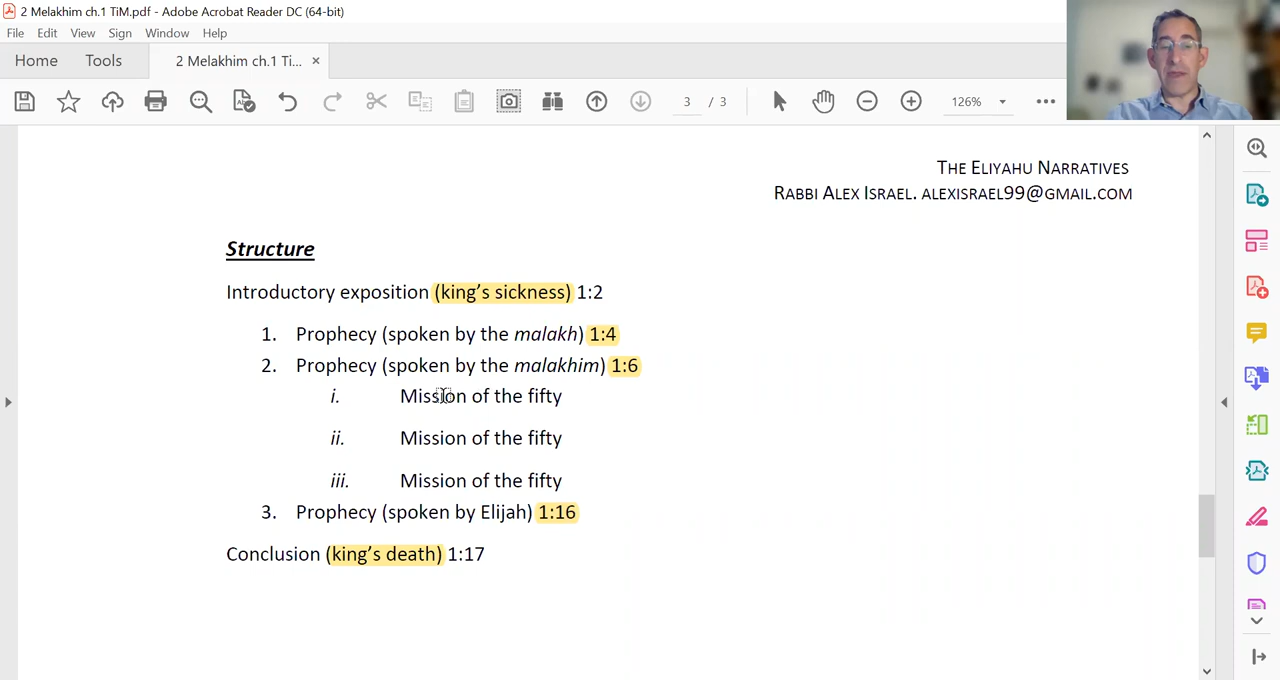 2 Melakhim ch.1 TiM.pdf - Adobe Acrobat Reader DC (64-bit)
File Edit View Sign Window Help
Home Tools 2 Melakhim ch.1 Ti... ×
3 / 3 126%
THE ELIYAHU NARRATIVES
RABBI ALEX ISRAEL. ALEXISRAEL99@GMAIL.COM
Structure
Introductory exposition (king's sickness) 1:2
1. Prophecy (spoken by the malakh) 1:4
2. Prophecy (spoken by the malakhim) 1:6
i. Mission of the fifty
ii. Mission of the fifty
iii. Mission of the fifty
3. Prophecy (spoken by Elijah) 1:16
Conclusion (king's death) 1:17